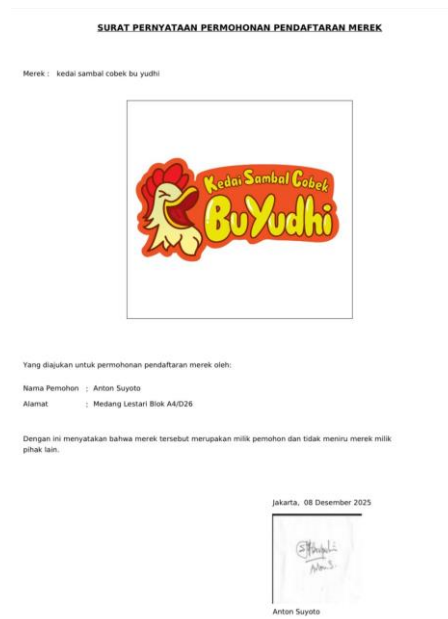 SURAT PERNYATAAN PERMOHONAN PENDAFTARAN MEREK
Merek : kedai sambal cobek bu yudhi
Kedai Sambal Cobek
Bu Yudhi
Yang diajukan untuk permohonan pendaftaran merek oleh:
Nama Pemohon : Anton Suyoto
Alamat : Medang Lestari Blok A4/D26
Dengan ini menyatakan bahwa merek tersebut merupakan milik pemohon dan tidak meniru merek milik
pihak lain.
Jakarta, 08 Desember 2025
Anton Suyoto